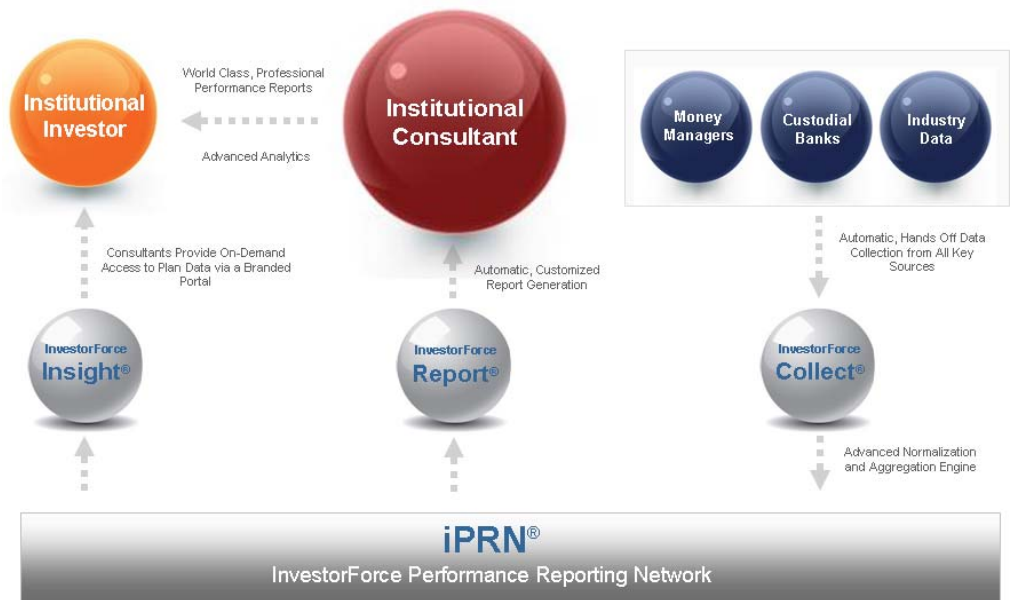 Institutional
Investor
World Class, Professional
Performance Reports
Advanced Analytics
Institutional
Consultant
Money
Managers
Custodial
Banks
Industry
Data
Consultants Provide On-Demand
Access to Plan Data via a Branded
Portal
Automatic, Customized
Report Generation
Automatic, Hands Off Data
Collection from All Key
Sources
InvestorForce
Insight®
InvestorForce
Report®
InvestorForce
Collect®
Advanced Normalization
and Aggregation Engine
iPRN®
InvestorForce Performance Reporting Network